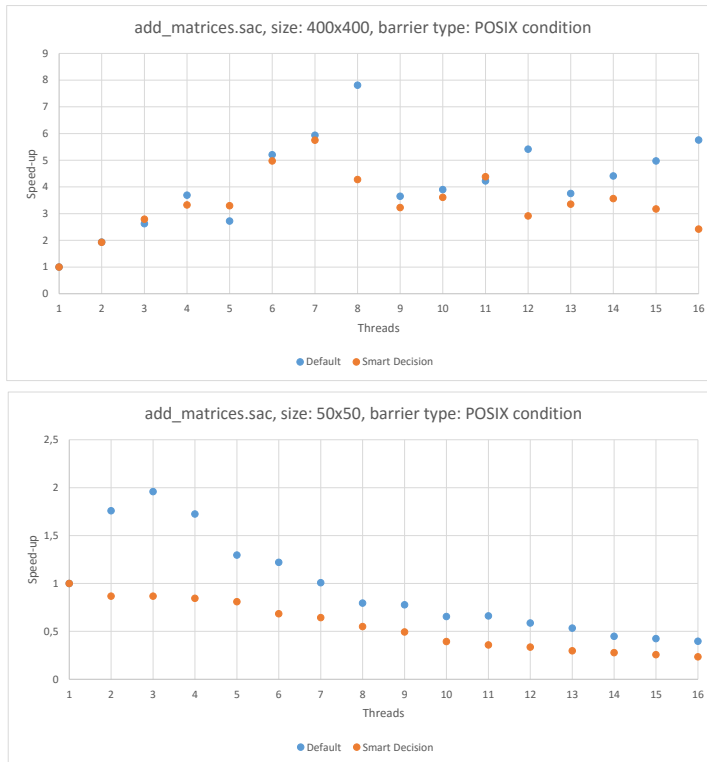 add_matrices.sac, size: 400x400, barrier type: POSIX condition
9
8
7
6
5
4
3
2
1
0
Speed-up
1 2 3 4 5 6 7 8 9 10 11 12 13 14 15 16
Threads
Default Smart Decision
add_matrices.sac, size: 50x50, barrier type: POSIX condition
2,5
2
1,5
1
0,5
0
Speed-up
1 2 3 4 5 6 7 8 9 10 11 12 13 14 15 16
Threads
Default Smart Decision